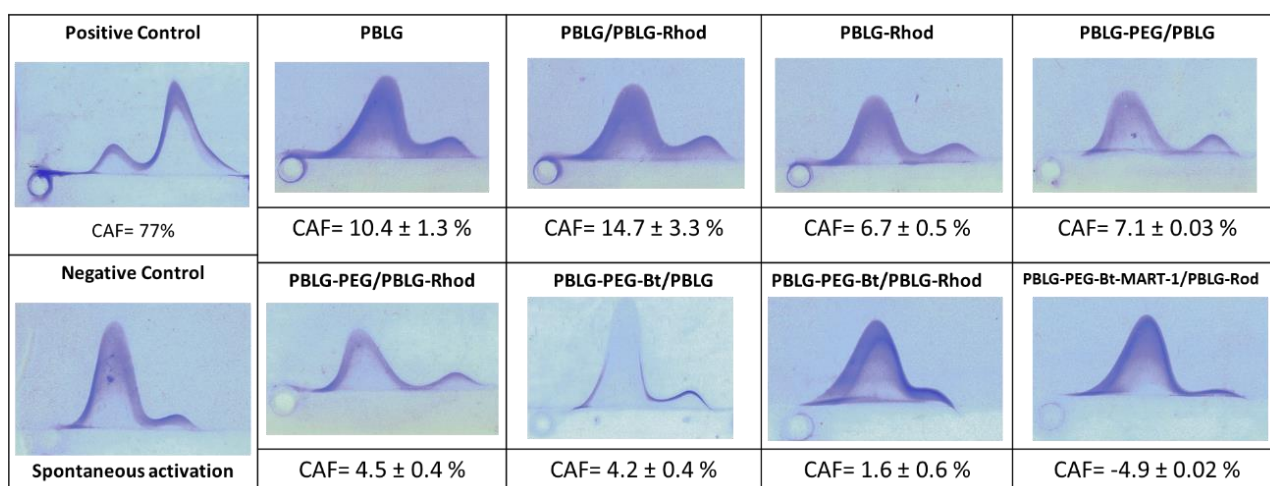 Positive Control
PBLG
PBLG/PBLG-Rhod
PBLG-Rhod
PBLG-PEG/PBLG
CAF= 77%
CAF= 10.4 ± 1.3 %
CAF= 14.7 ± 3.3 %
CAF= 6.7 ± 0.5 %
CAF= 7.1 ± 0.03 %
Negative Control
PBLG-PEG/PBLG-Rhod
PBLG-PEG-Bt/PBLG
PBLG-PEG-Bt/PBLG-Rhod
PBLG-PEG-Bt-MART-1/PBLG-Rod
Spontaneous activation
CAF= 4.5 ± 0.4 %
CAF= 4.2 ± 0.4 %
CAF= 1.6 ± 0.6 %
CAF= -4.9 ± 0.02 %